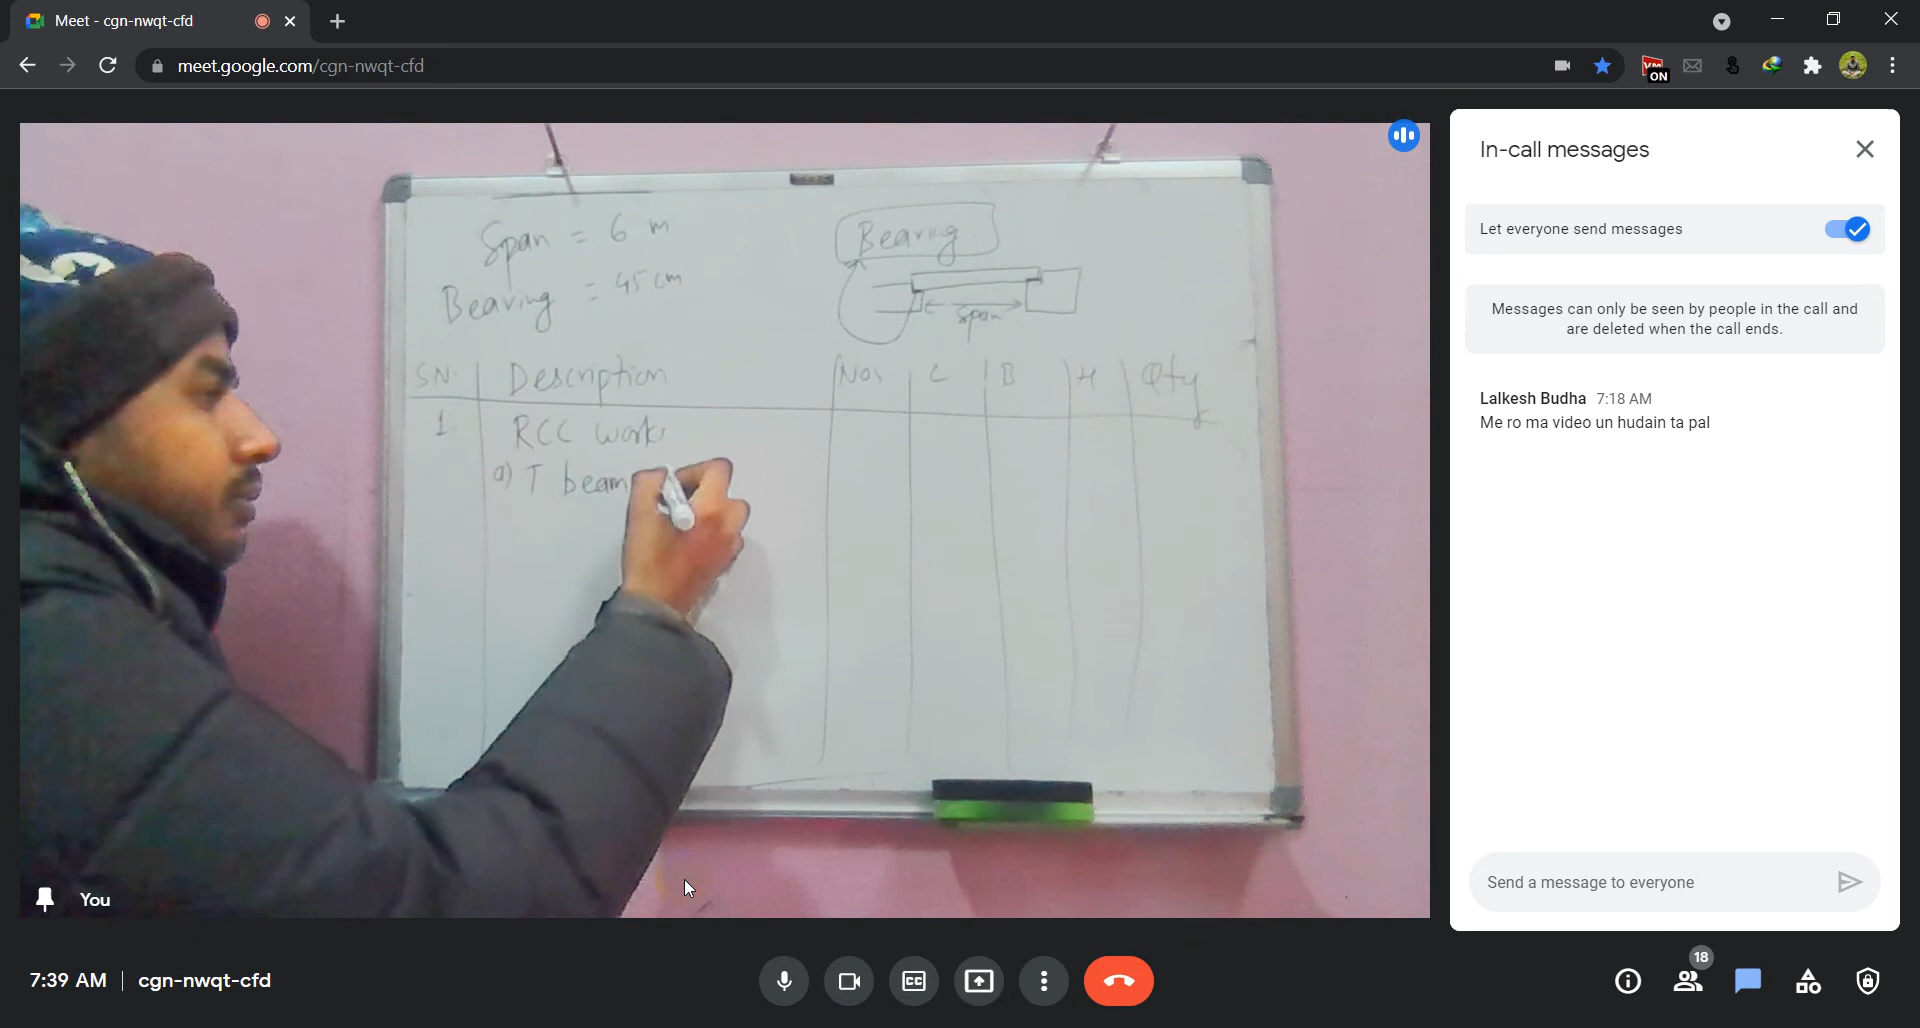 Meet - cgn-nwqt-cfd
meet.google.com/cgn-nwqt-cfd
ON
Span = 6 m
Bearing = 45 cm
Bearing
Span
SN. Description Nos L B H Qty
1. RCC work
a) T beam
You
In-call messages
Let everyone send messages
Messages can only be seen by people in the call and
are deleted when the call ends.
Lalkesh Budha 7:18 AM
Me ro ma video un hudain ta pal
Send a message to everyone
7:39 AM | cgn-nwqt-cfd
CC
18